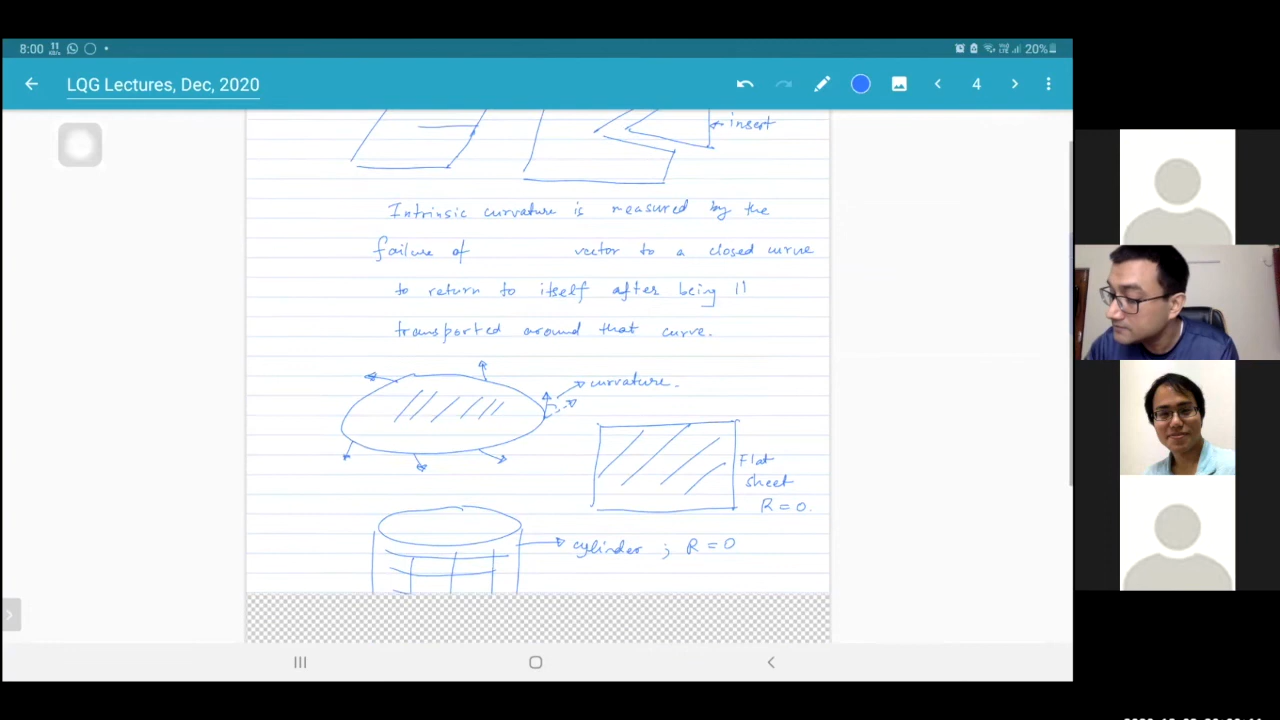 8:00
20%
LQG Lectures, Dec, 2020
4
insert
Intrinsic curvature is measured by the
failure of vector to a closed curve
to return to itself after being ||
transported around that curve.
curvature.
Flat
sheet
R = 0.
cylinder ; R = 0